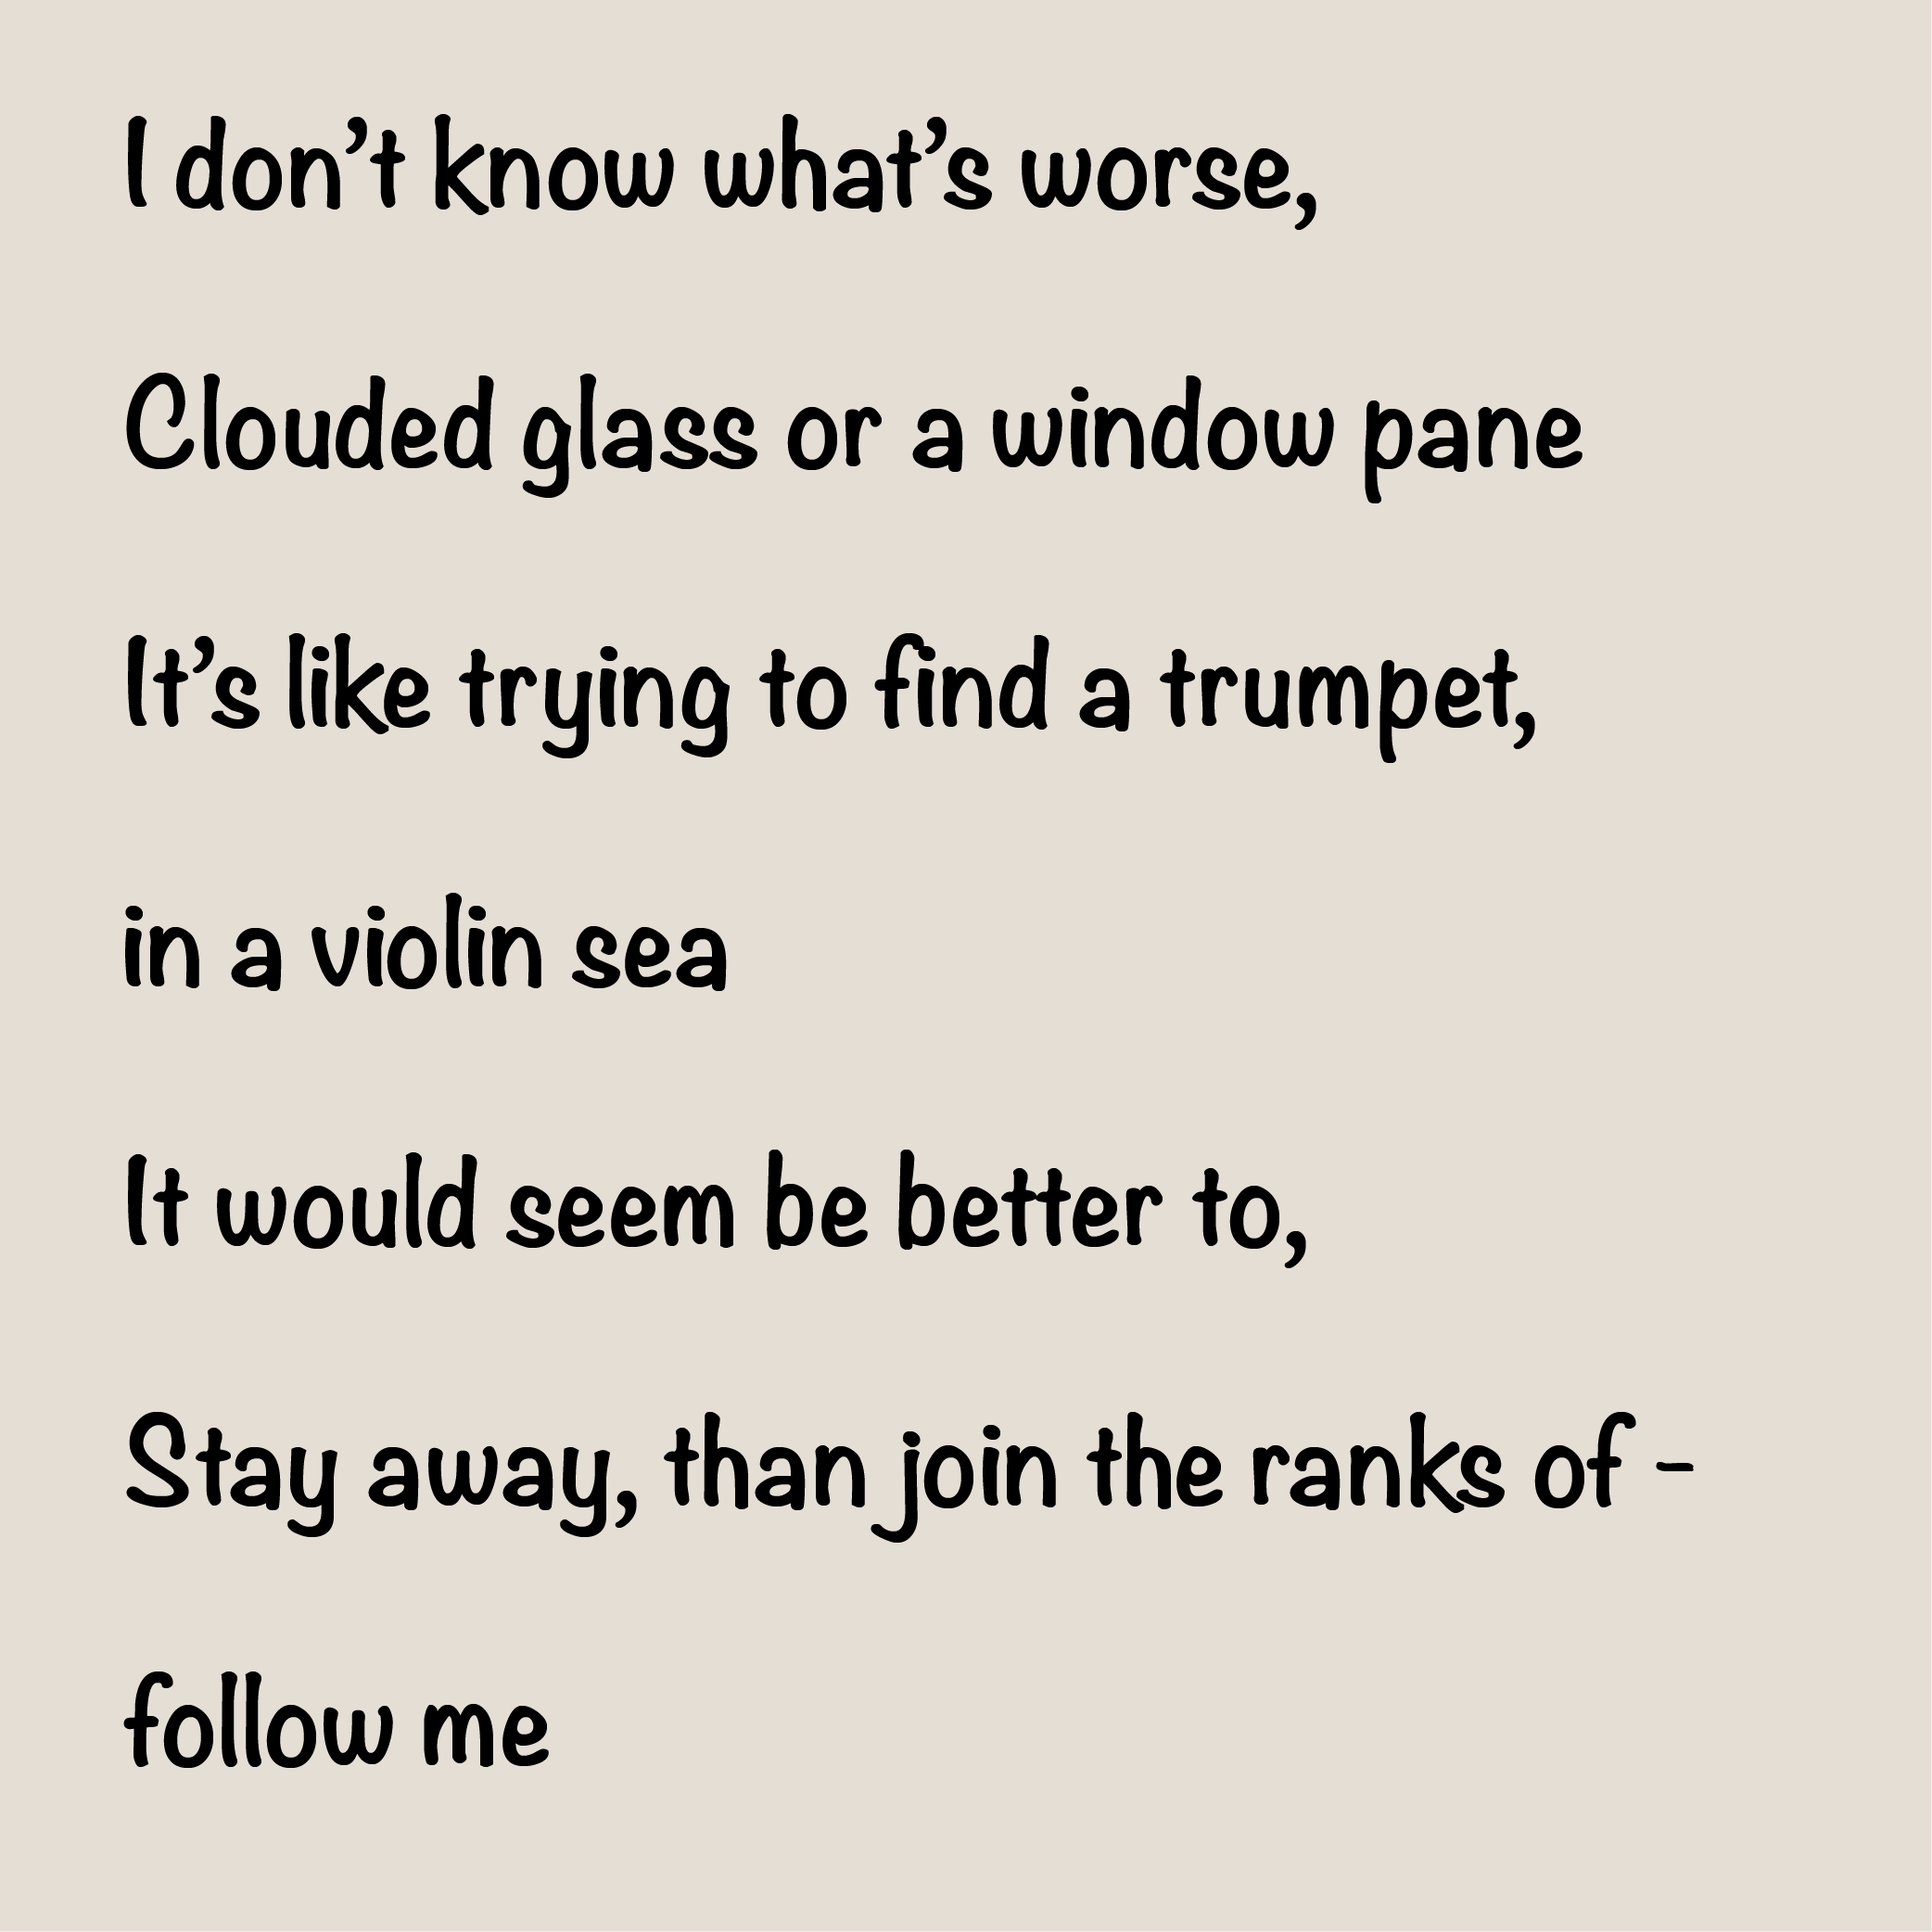 I don’t know what’s worse,
Clouded glass or a window pane
It’s like trying to find a trumpet,
in a violin sea
It would seem be better to,
Stay away, than join the ranks of -
follow me